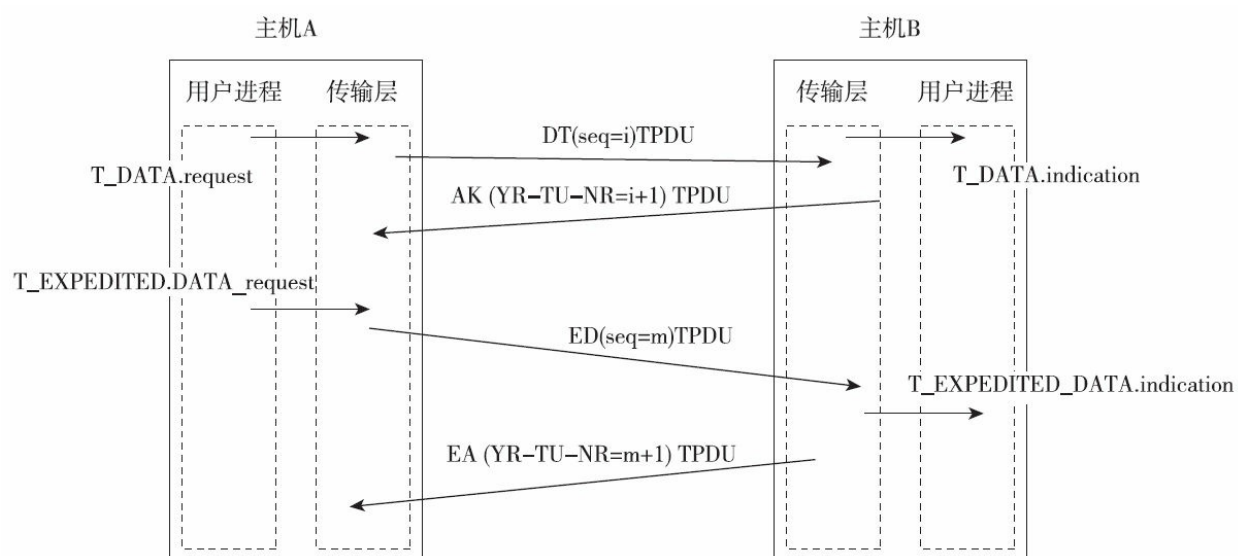 主机A
主机B
用户进程
传输层
传输层
用户进程
DT(seq=i)TPDU
T_DATA.request
T_DATA.indication
AK (YR-TU-NR=i+1) TPDU
T_EXPEDITED.DATA_request
ED(seq=m)TPDU
T_EXPEDITED_DATA.indication
EA (YR-TU-NR=m+1) TPDU